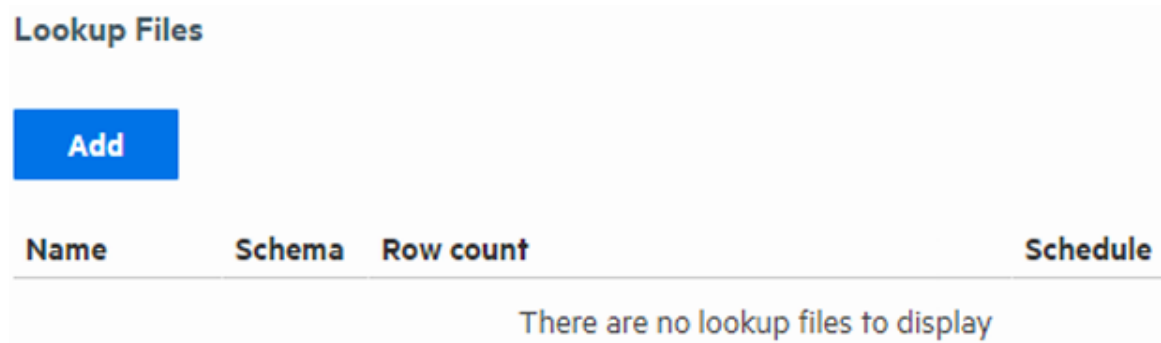 Lookup Files
Add
Name Schema Row count Schedule
There are no lookup files to display